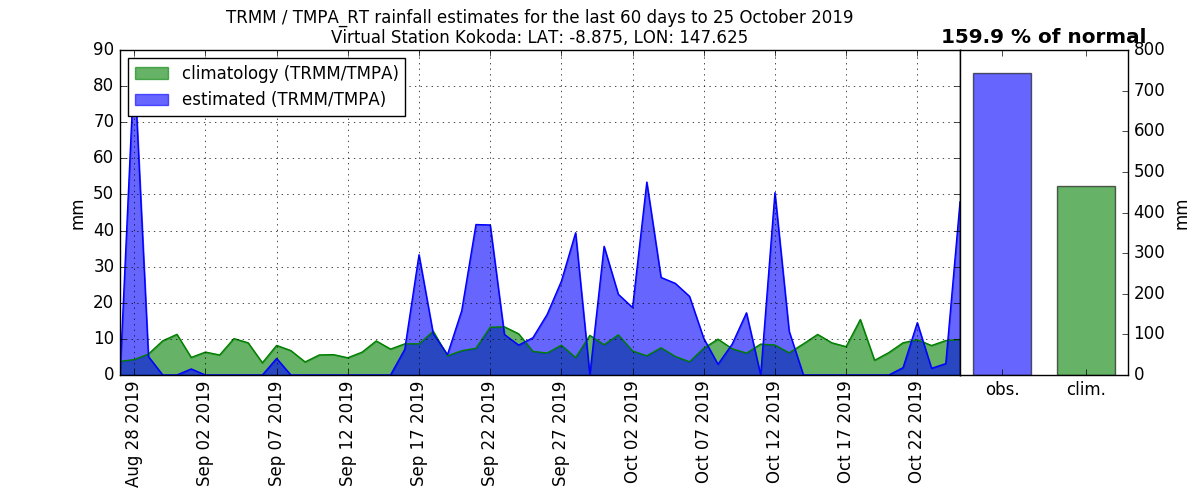 TRMM / TMPA_RT rainfall estimates for the last 60 days to 25 October 2019
Virtual Station Kokoda: LAT: -8.875, LON: 147.625
159.9 % of normal
climatology (TRMM/TMPA)
estimated (TRMM/TMPA)
mm
90
80
70
60
50
40
30
20
10
0
Aug 28 2019
Sep 02 2019
Sep 07 2019
Sep 12 2019
Sep 17 2019
Sep 22 2019
Sep 27 2019
Oct 02 2019
Oct 07 2019
Oct 12 2019
Oct 17 2019
Oct 22 2019
obs.
clim.
800
700
600
500
400
300
200
100
0
mm